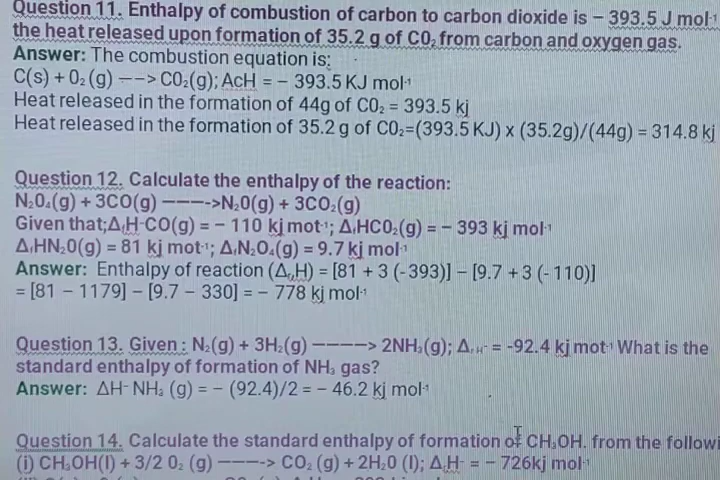 Question 11. Enthalpy of combustion of carbon to carbon dioxide is – 393.5 J mol-1
the heat released upon formation of 35.2 g of C0₂ from carbon and oxygen gas.
Answer: The combustion equation is:
C(s) + 0₂ (g) ––> C0₂(g); AcH = – 393.5 KJ mol-1
Heat released in the formation of 44g of C0₂ = 393.5 kj
Heat released in the formation of 35.2 g of C0₂=(393.5 KJ) x (35.2g)/(44g) = 314.8 kj
Question 12. Calculate the enthalpy of the reaction:
N₂0₄(g) + 3CO(g) ––––->N₂0(g) + 3CO₂(g)
Given that;ΔfH-CO(g) = – 110 kj mot-1; ΔfHC0₂(g) = – 393 kj mol-1
ΔfHN₂0(g) = 81 kj mot-1; ΔfN₂O₄(g) = 9.7 kj mol-1
Answer: Enthalpy of reaction (ΔrH) = [81 + 3 (-393)] – [9.7 + 3 (-110)]
= [81 – 1179] – [9.7 – 330] = – 778 kj mol-1
Question 13. Given : N₂(g) + 3H₂(g) ––––> 2NH₃(g); ΔrH- = -92.4 kj mot-1 What is the
standard enthalpy of formation of NH₃ gas?
Answer: ΔH- NH₃ (g) = – (92.4)/2 = – 46.2 kj mol-1
Question 14. Calculate the standard enthalpy of formation of CH₃OH. from the followi
(i) CH₃OH(l) + 3/2 0₂ (g) –––-> CO₂ (g) + 2H₂0 (l); ΔrH- = – 726kj mol-1